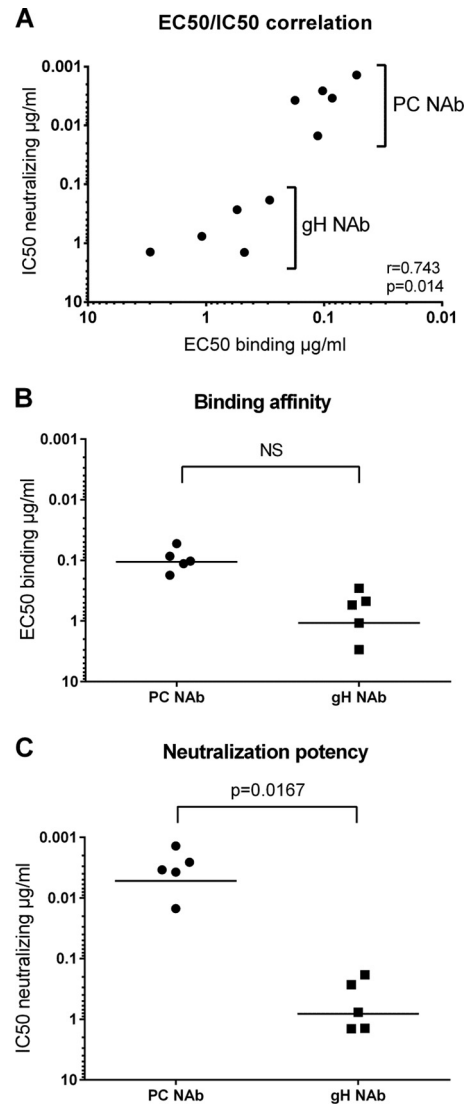 A
EC50/IC50 correlation
IC50 neutralizing µg/ml
0.001
0.01
0.1
1
10
PC NAb
gH NAb
r=0.743
p=0.014
10
1
0.1
0.01
EC50 binding µg/ml
B
Binding affinity
EC50 binding µg/ml
0.001
0.01
0.1
1
10
NS
PC NAb
gH NAb
C
Neutralization potency
IC50 neutralizing µg/ml
0.001
0.01
0.1
1
10
p=0.0167
PC NAb
gH NAb